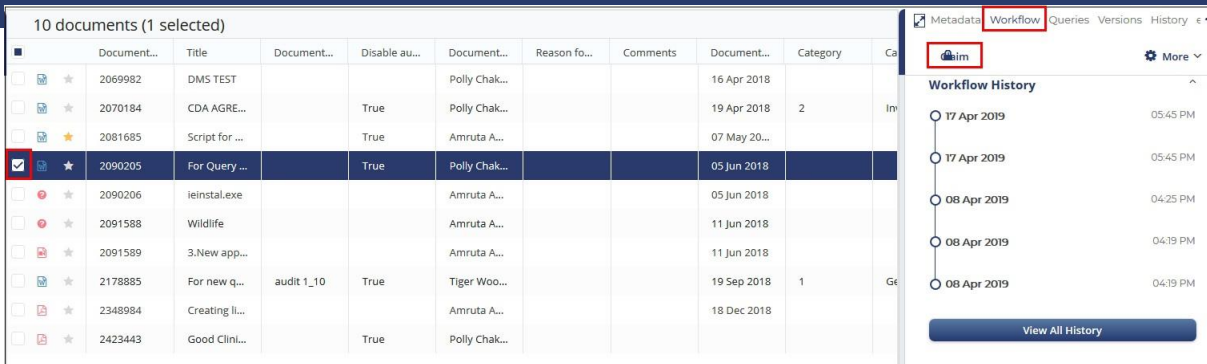 10 documents (1 selected)
Document... Title Document... Disable au... Document... Reason fo... Comments Document... Category Ca
2069982 DMS TEST Polly Chak... 16 Apr 2018
2070184 CDA AGRE... True Polly Chak... 19 Apr 2018 2 Inv
2081685 Script for ... True Amruta A... 07 May 20...
2090205 For Query ... True Polly Chak... 05 Jun 2018
2090206 ieinstal.exe Amruta A... 05 Jun 2018
2091588 Wildlife Amruta A... 11 Jun 2018
2091589 3.New app... Amruta A... 11 Jun 2018
2178885 For new q... audit 1_10 True Tiger Woo... 19 Sep 2018 1 Ge
2348984 Creating li... Amruta A... 18 Dec 2018
2423443 Good Clini... True Polly Chak...
Metadata Workflow Queries Versions History e
Claim More
Workflow History
17 Apr 2019 05:45 PM
17 Apr 2019 05:45 PM
08 Apr 2019 04:25 PM
08 Apr 2019 04:19 PM
08 Apr 2019 04:19 PM
View All History